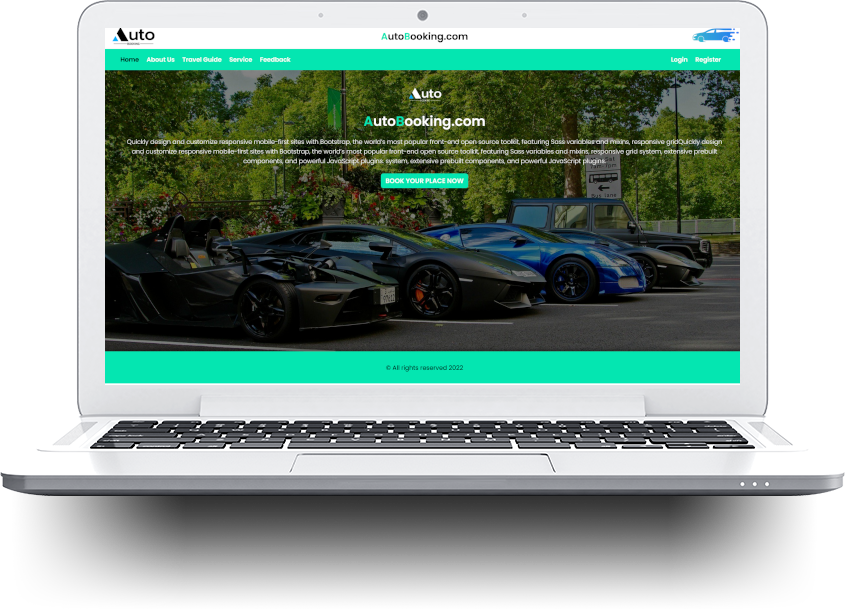 Auto
BOOKING
AutoBooking.com
Home About Us Travel Guide Service Feedback
Login Register
Auto
AutoBooking.com
Quickly design and customize responsive mobile-first sites with Bootstrap, the world's most popular front-end open source toolkit, featuring Sass variables and mixins, responsive gridQuickly design
and customize responsive mobile-first sites with Bootstrap, the world's most popular front-end open source toolkit, featuring Sass variables and mixins, responsive grid system, extensive prebuilt
components, and powerful JavaScript plugins. system, extensive prebuilt components, and powerful JavaScript plugins.
BOOK YOUR PLACE NOW
© All rights reserved 2022